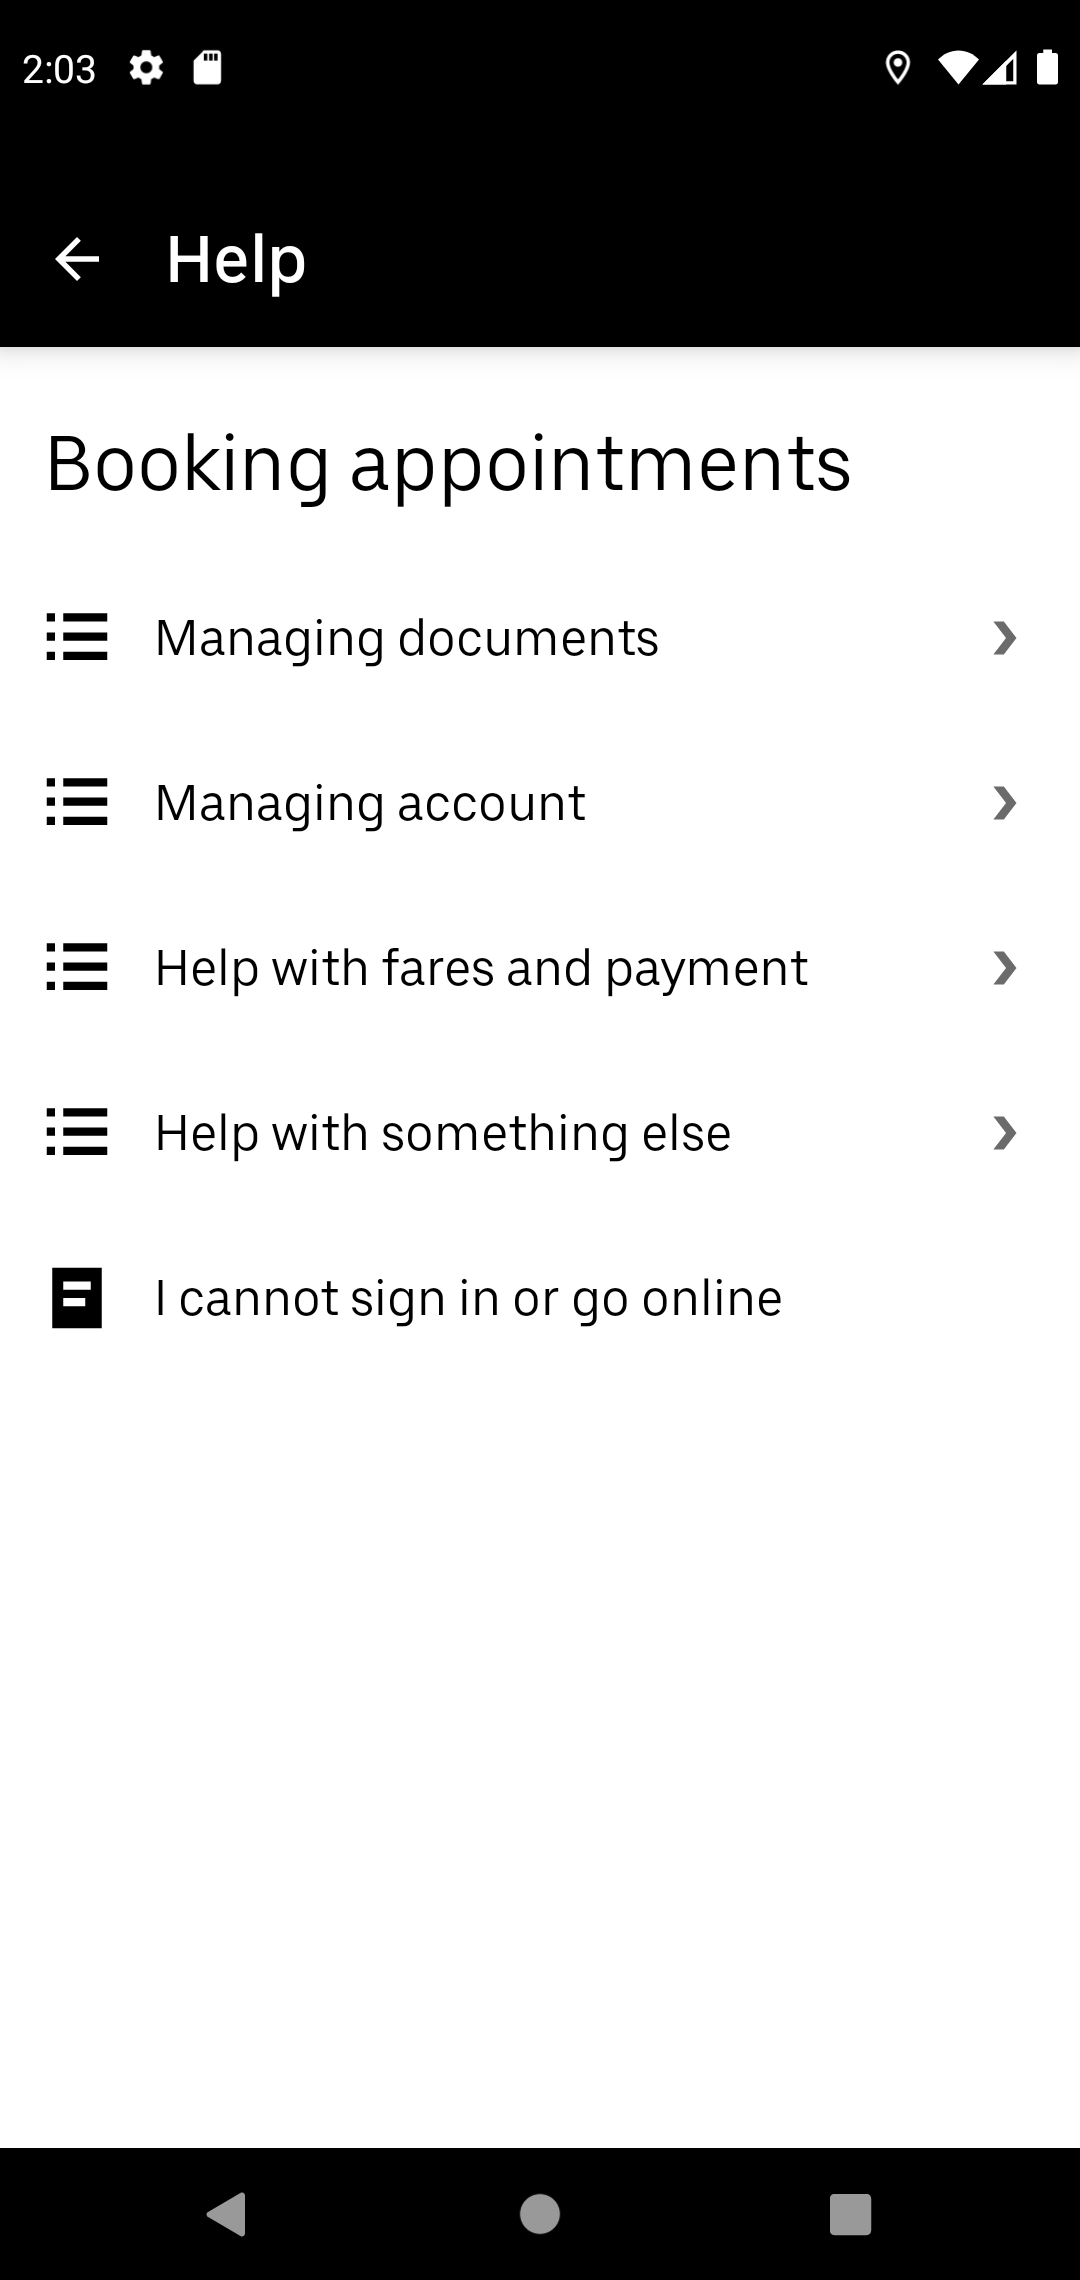 2:03
Help
Booking appointments
Managing documents
Managing account
Help with fares and payment
Help with something else
I cannot sign in or go online